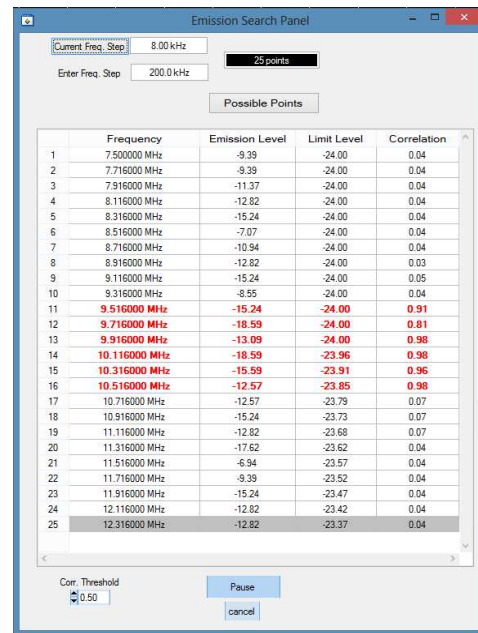 Emission Search Panel
Current Freq. Step 8.00 kHz
25 points
Enter Freq. Step 200.0 kHz
Possible Points
Frequency Emission Level Limit Level Correlation
1 7.500000 MHz -9.39 -24.00 0.04
2 7.716000 MHz -9.39 -24.00 0.04
3 7.916000 MHz -11.37 -24.00 0.04
4 8.116000 MHz -12.82 -24.00 0.04
5 8.316000 MHz -15.24 -24.00 0.04
6 8.516000 MHz -7.07 -24.00 0.04
7 8.716000 MHz -10.94 -24.00 0.04
8 8.916000 MHz -12.82 -24.00 0.03
9 9.116000 MHz -15.24 -24.00 0.05
10 9.316000 MHz -8.55 -24.00 0.04
11 9.516000 MHz -15.24 -24.00 0.91
12 9.716000 MHz -18.59 -24.00 0.81
13 9.916000 MHz -13.09 -24.00 0.98
14 10.116000 MHz -18.59 -23.96 0.98
15 10.316000 MHz -15.59 -23.91 0.96
16 10.516000 MHz -12.57 -23.85 0.98
17 10.716000 MHz -12.57 -23.79 0.07
18 10.916000 MHz -15.24 -23.73 0.07
19 11.116000 MHz -12.82 -23.68 0.07
20 11.316000 MHz -17.62 -23.62 0.04
21 11.516000 MHz -6.94 -23.57 0.04
22 11.716000 MHz -9.39 -23.52 0.04
23 11.916000 MHz -15.24 -23.47 0.04
24 12.116000 MHz -12.82 -23.42 0.04
25 12.316000 MHz -12.82 -23.37 0.04
Corr. Threshold
0.50
Pause
cancel